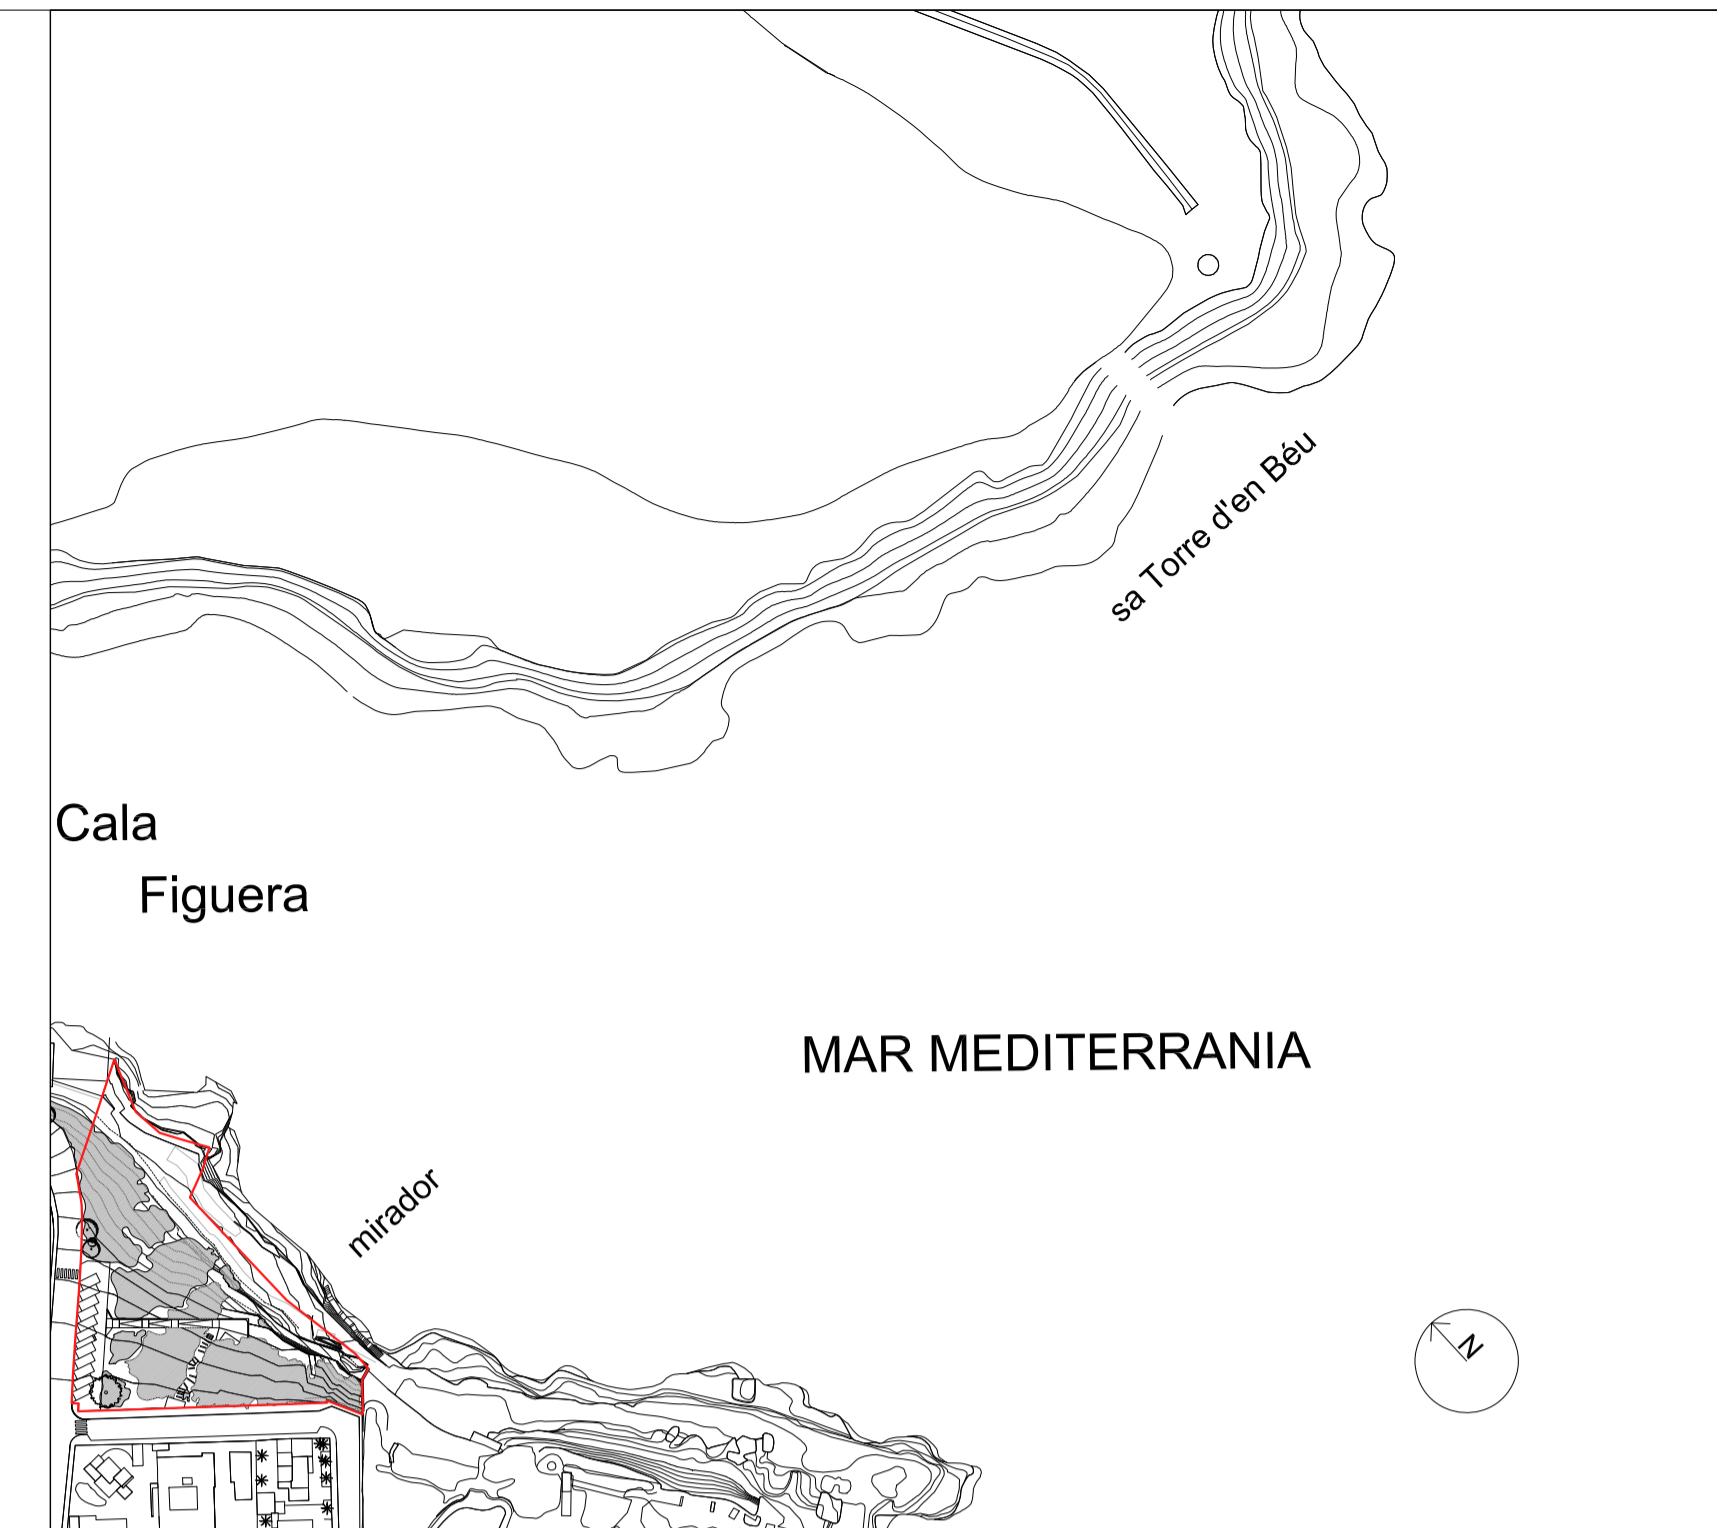 sa Torre d'en Béu
Cala
Figuera
MAR MEDITERRANIA
mirador
N